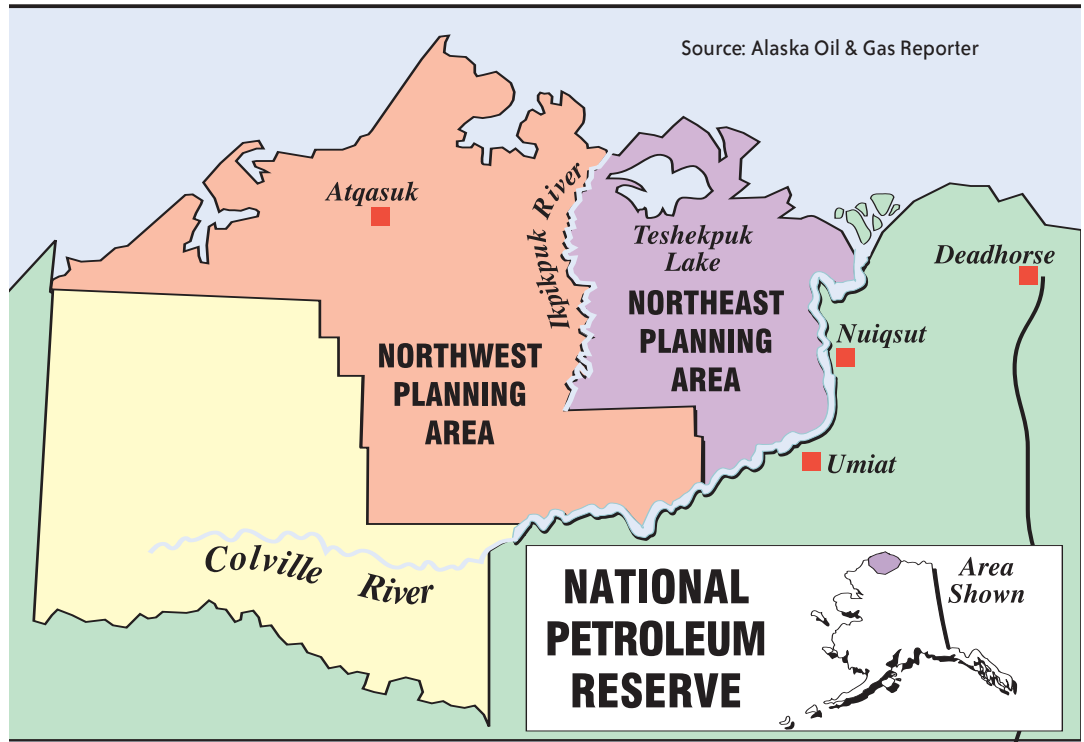 Source: Alaska Oil & Gas Reporter
Atqasuk
Ikpikpuk River
Teshekpuk
Lake
Deadhorse
NORTHEAST
PLANNING
AREA
Nuiqsut
NORTHWEST
PLANNING
AREA
Umiat
Colville River
NATIONAL
PETROLEUM
RESERVE
Area
Shown